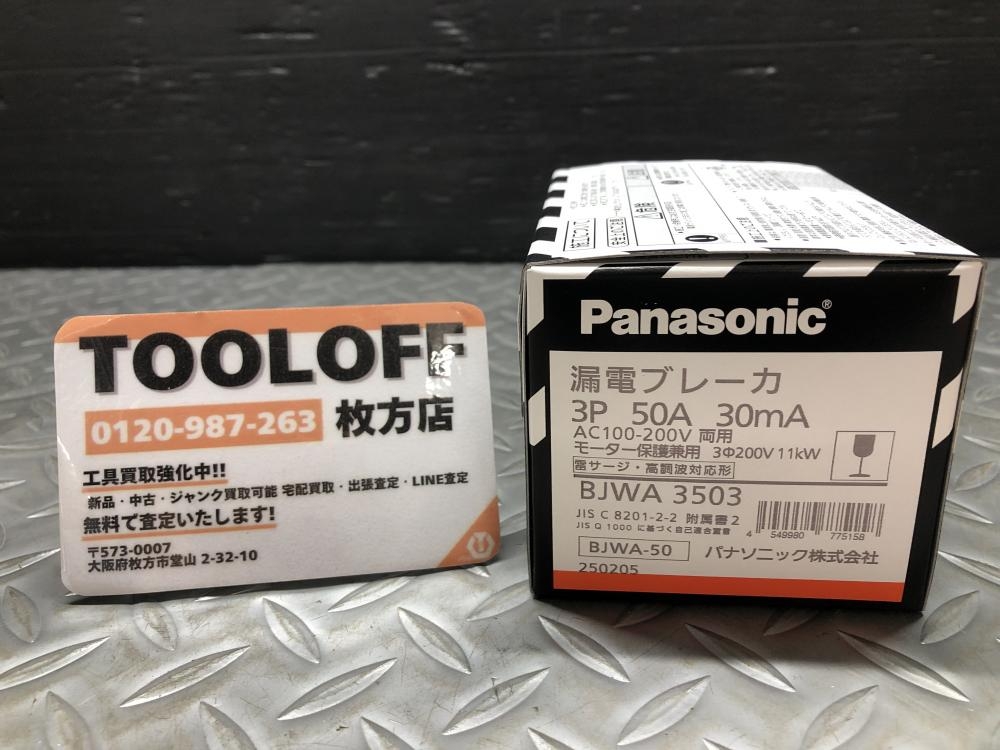 TOOLOFF
0120-987-263 枚方店
工具買取強化中!!
新品・中古・ジャンク買取可能 宅配買取・出張査定・LINE査定
無料で査定いたします!
〒573-0007
大阪府枚方市堂山 2-32-10
Panasonic®
漏電ブレーカ
3P 50A 30mA
AC100-200V 両用
モーター保護兼用 3Φ200V 11kW
雷サージ・高調波対応形
BJWA 3503
JIS C 8201-2-2 附属書2
JIS Q 1000 に基づく自己適合宣言
4 549980 775158
BJWA-50 パナソニック株式会社
250205